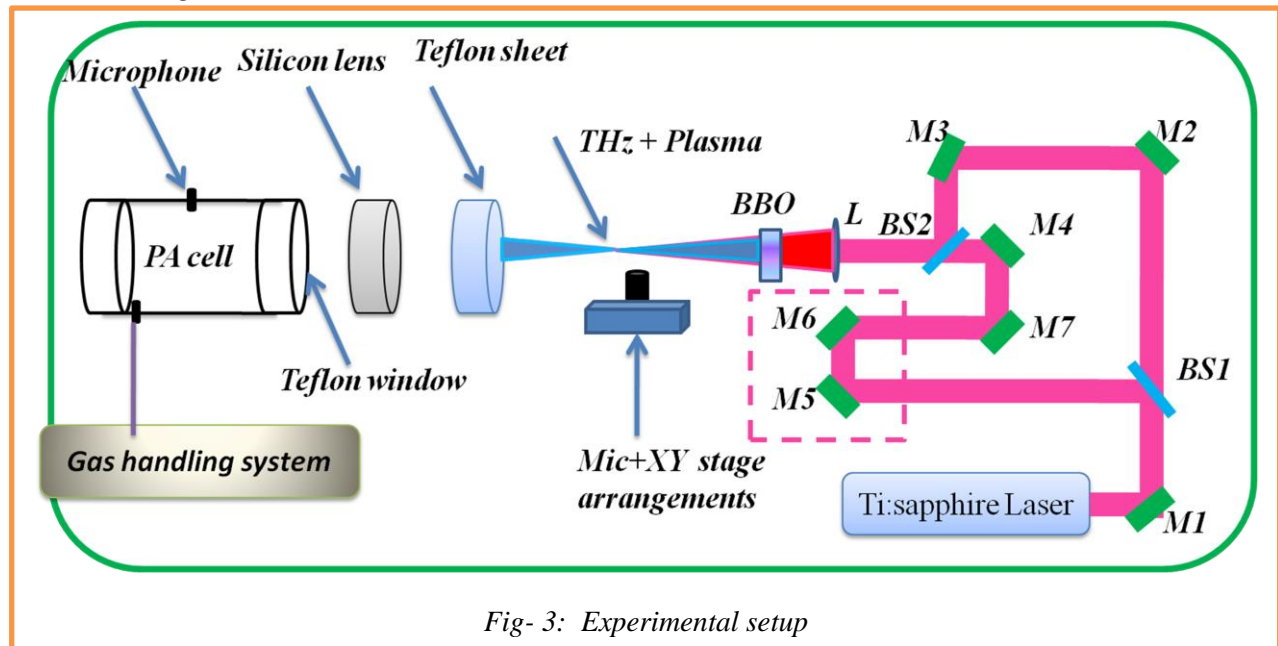 Microphone
Silicon lens
Teflon sheet
THz + Plasma
M3
M2
BBO
L
BS2
M4
PA cell
M6
M7
Teflon window
M5
BS1
Gas handling system
Mic+XY stage
arrangements
Ti:sapphire Laser
M1
Fig- 3: Experimental setup